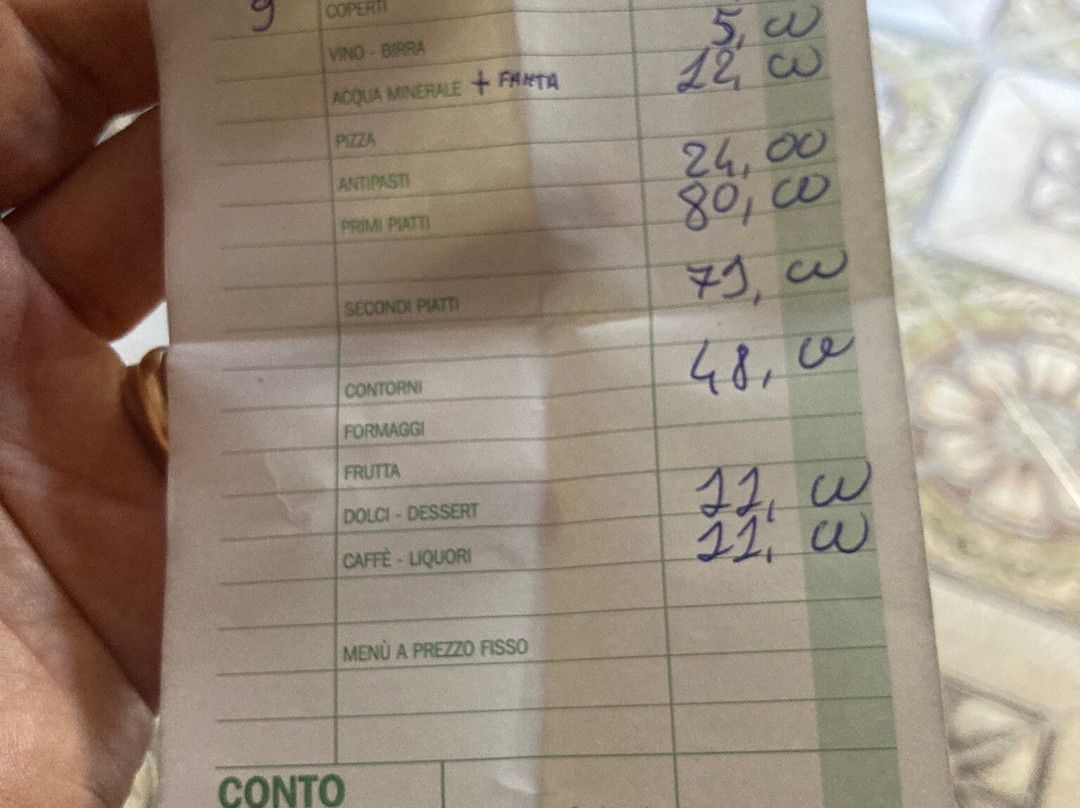 9 COPERTI
VINO - BIRRA 5,00
ACQUA MINERALE + FANTA 12,00
PIZZA
ANTIPASTI 24,00
PRIMI PIATTI 80,00
SECONDI PIATTI 79,00
CONTORNI 48,00
FORMAGGI
FRUTTA
DOLCI - DESSERT 11,00
CAFFÈ - LIQUORI 11,00
MENÙ A PREZZO FISSO
CONTO